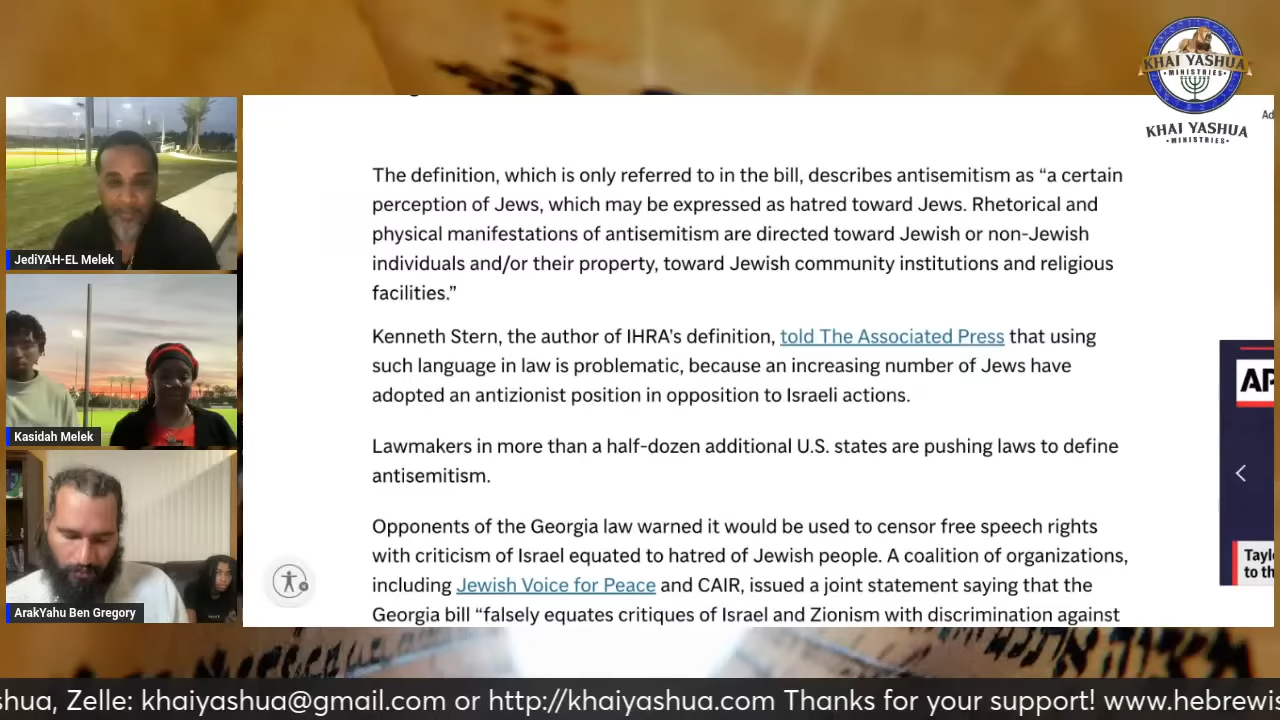 KHAI YASHUA
MINISTRIES
KHAI YASHUA
•MINISTRIES•
Ad
JediYAH-EL Melek
Kasidah Melek
ArakYahu Ben Gregory
The definition, which is only referred to in the bill, describes antisemitism as “a certain
perception of Jews, which may be expressed as hatred toward Jews. Rhetorical and
physical manifestations of antisemitism are directed toward Jewish or non-Jewish
individuals and/or their property, toward Jewish community institutions and religious
facilities.”
Kenneth Stern, the author of IHRA’s definition, told The Associated Press that using
such language in law is problematic, because an increasing number of Jews have
adopted an antizionist position in opposition to Israeli actions.
Lawmakers in more than a half-dozen additional U.S. states are pushing laws to define
antisemitism.
Opponents of the Georgia law warned it would be used to censor free speech rights
with criticism of Israel equated to hatred of Jewish people. A coalition of organizations,
including Jewish Voice for Peace and CAIR, issued a joint statement saying that the
Georgia bill “falsely equates critiques of Israel and Zionism with discrimination against
AP
Taylo
to th
shua, Zelle: khaiyashua@gmail.com or http://khaiyashua.com Thanks for your support! www.hebrewis